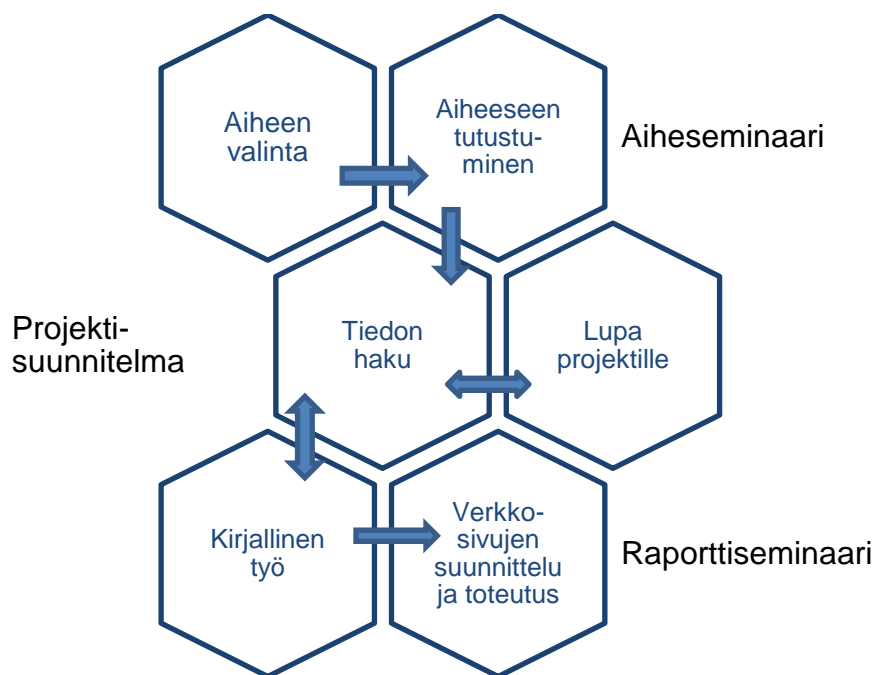 Aiheen
valinta
Aiheeseen
tutustu-
minen
Aiheseminaari
Projekti-
suunnitelma
Tiedon
haku
Lupa
projektille
Kirjallinen
työ
Verkko-
sivujen
suunnittelu
ja toteutus
Raporttiseminaari